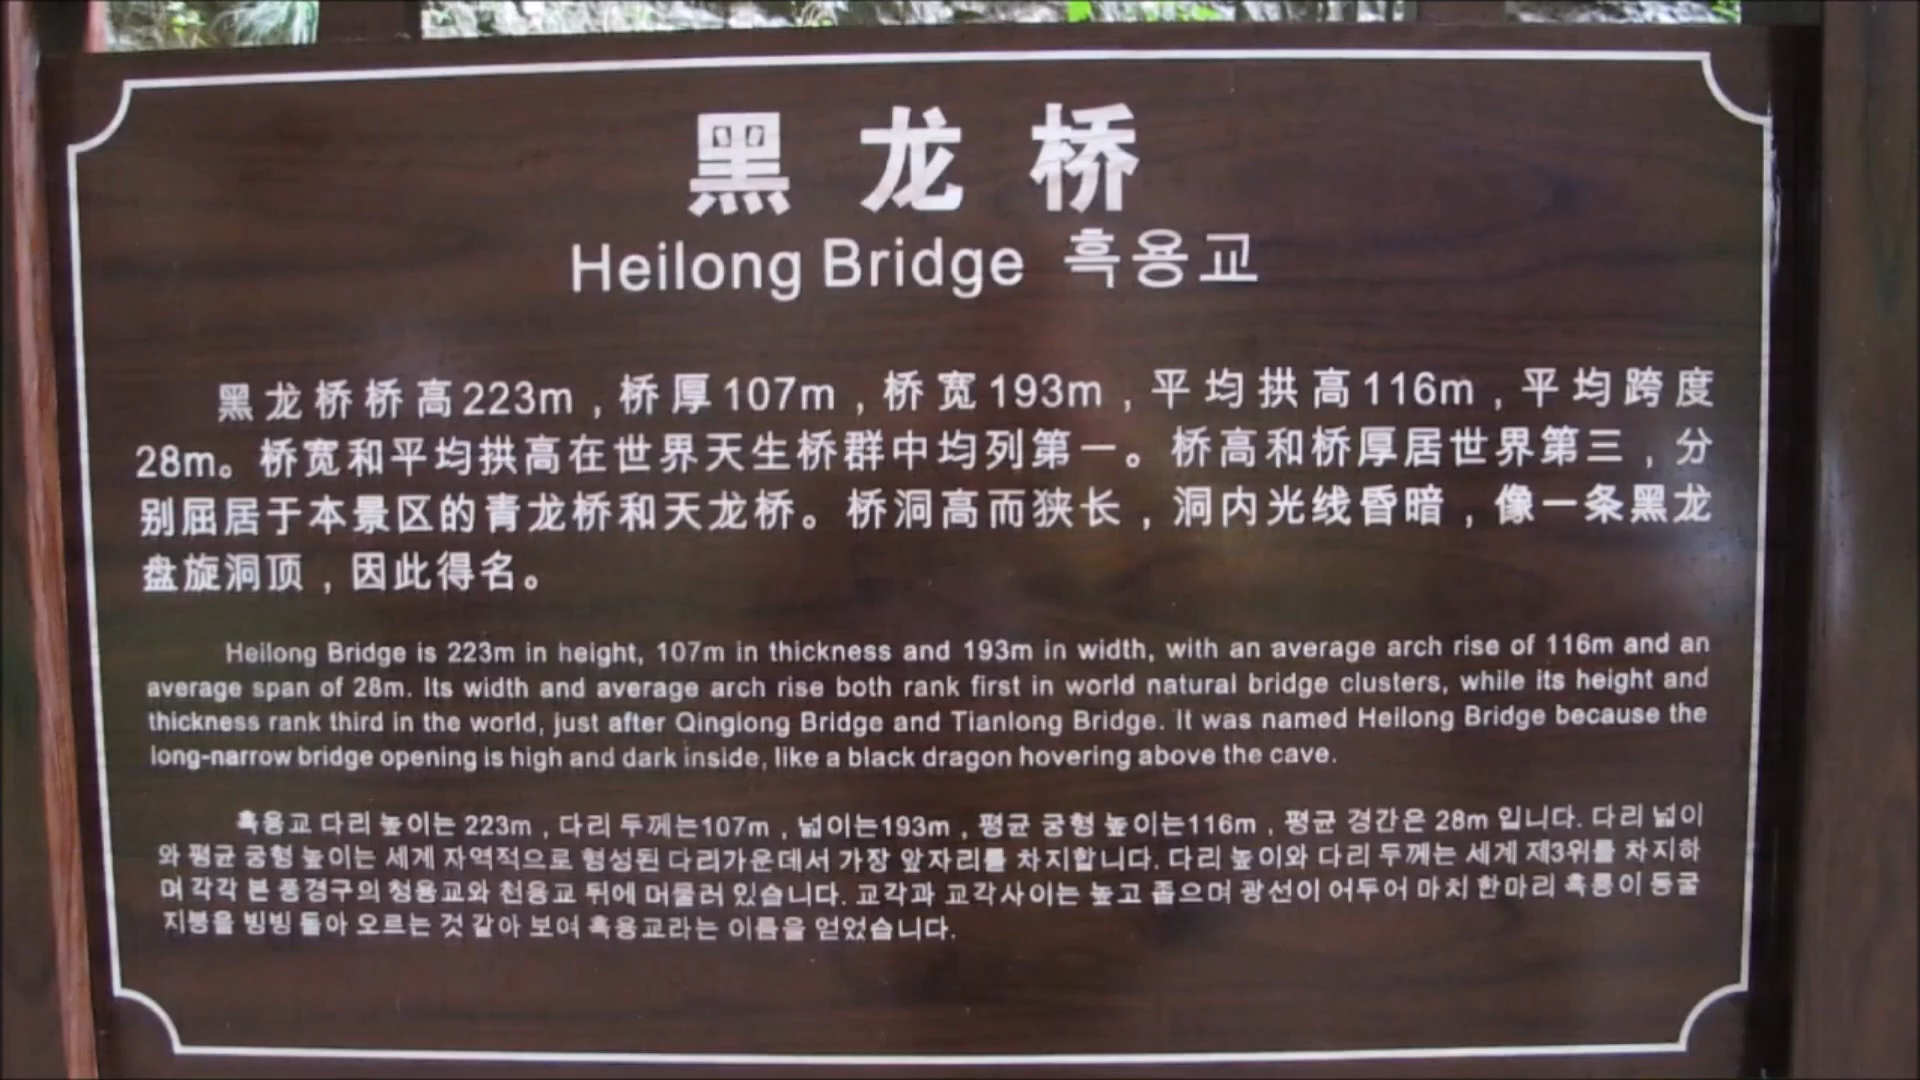 黑龙桥
Heilong Bridge 흑용교
黑龙桥桥高223m，桥厚107m，桥宽193m，平均拱高116m，平均跨度
28m。桥宽和平均拱高在世界天生桥群中均列第一。桥高和桥厚居世界第三，分
别屈居于本景区的青龙桥和天龙桥。桥洞高而狭长，洞内光线昏暗，像一条黑龙
盘旋洞顶，因此得名。
Heilong Bridge is 223m in height, 107m in thickness and 193m in width, with an average arch rise of 116m and an
average span of 28m. Its width and average arch rise both rank first in world natural bridge clusters, while its height and
thickness rank third in the world, just after Qinglong Bridge and Tianlong Bridge. It was named Heilong Bridge because the
long-narrow bridge opening is high and dark inside, like a black dragon hovering above the cave.
흑용교 다리 높이는 223m , 다리 두께는107m , 넓이는193m , 평균 궁형 높이는116m , 평균 경간은 28m 입니다. 다리 넓이
와 평균 궁형 높이는 세계 자역적으로 형성된 다리가운데서 가장 앞자리를 차지합니다. 다리 높이와 다리 두께는 세계 제3위를 차지하
며 각각 본 풍경구의 청용교와 천용교 뒤에 머물러 있습니다. 교각과 교각사이는 높고 좁으며 광선이 어두어 마치 한마리 흑룡이 동굴
지붕을 빙빙 돌아 오르는 것 같아 보여 흑용교라는 이름을 얻었습니다.